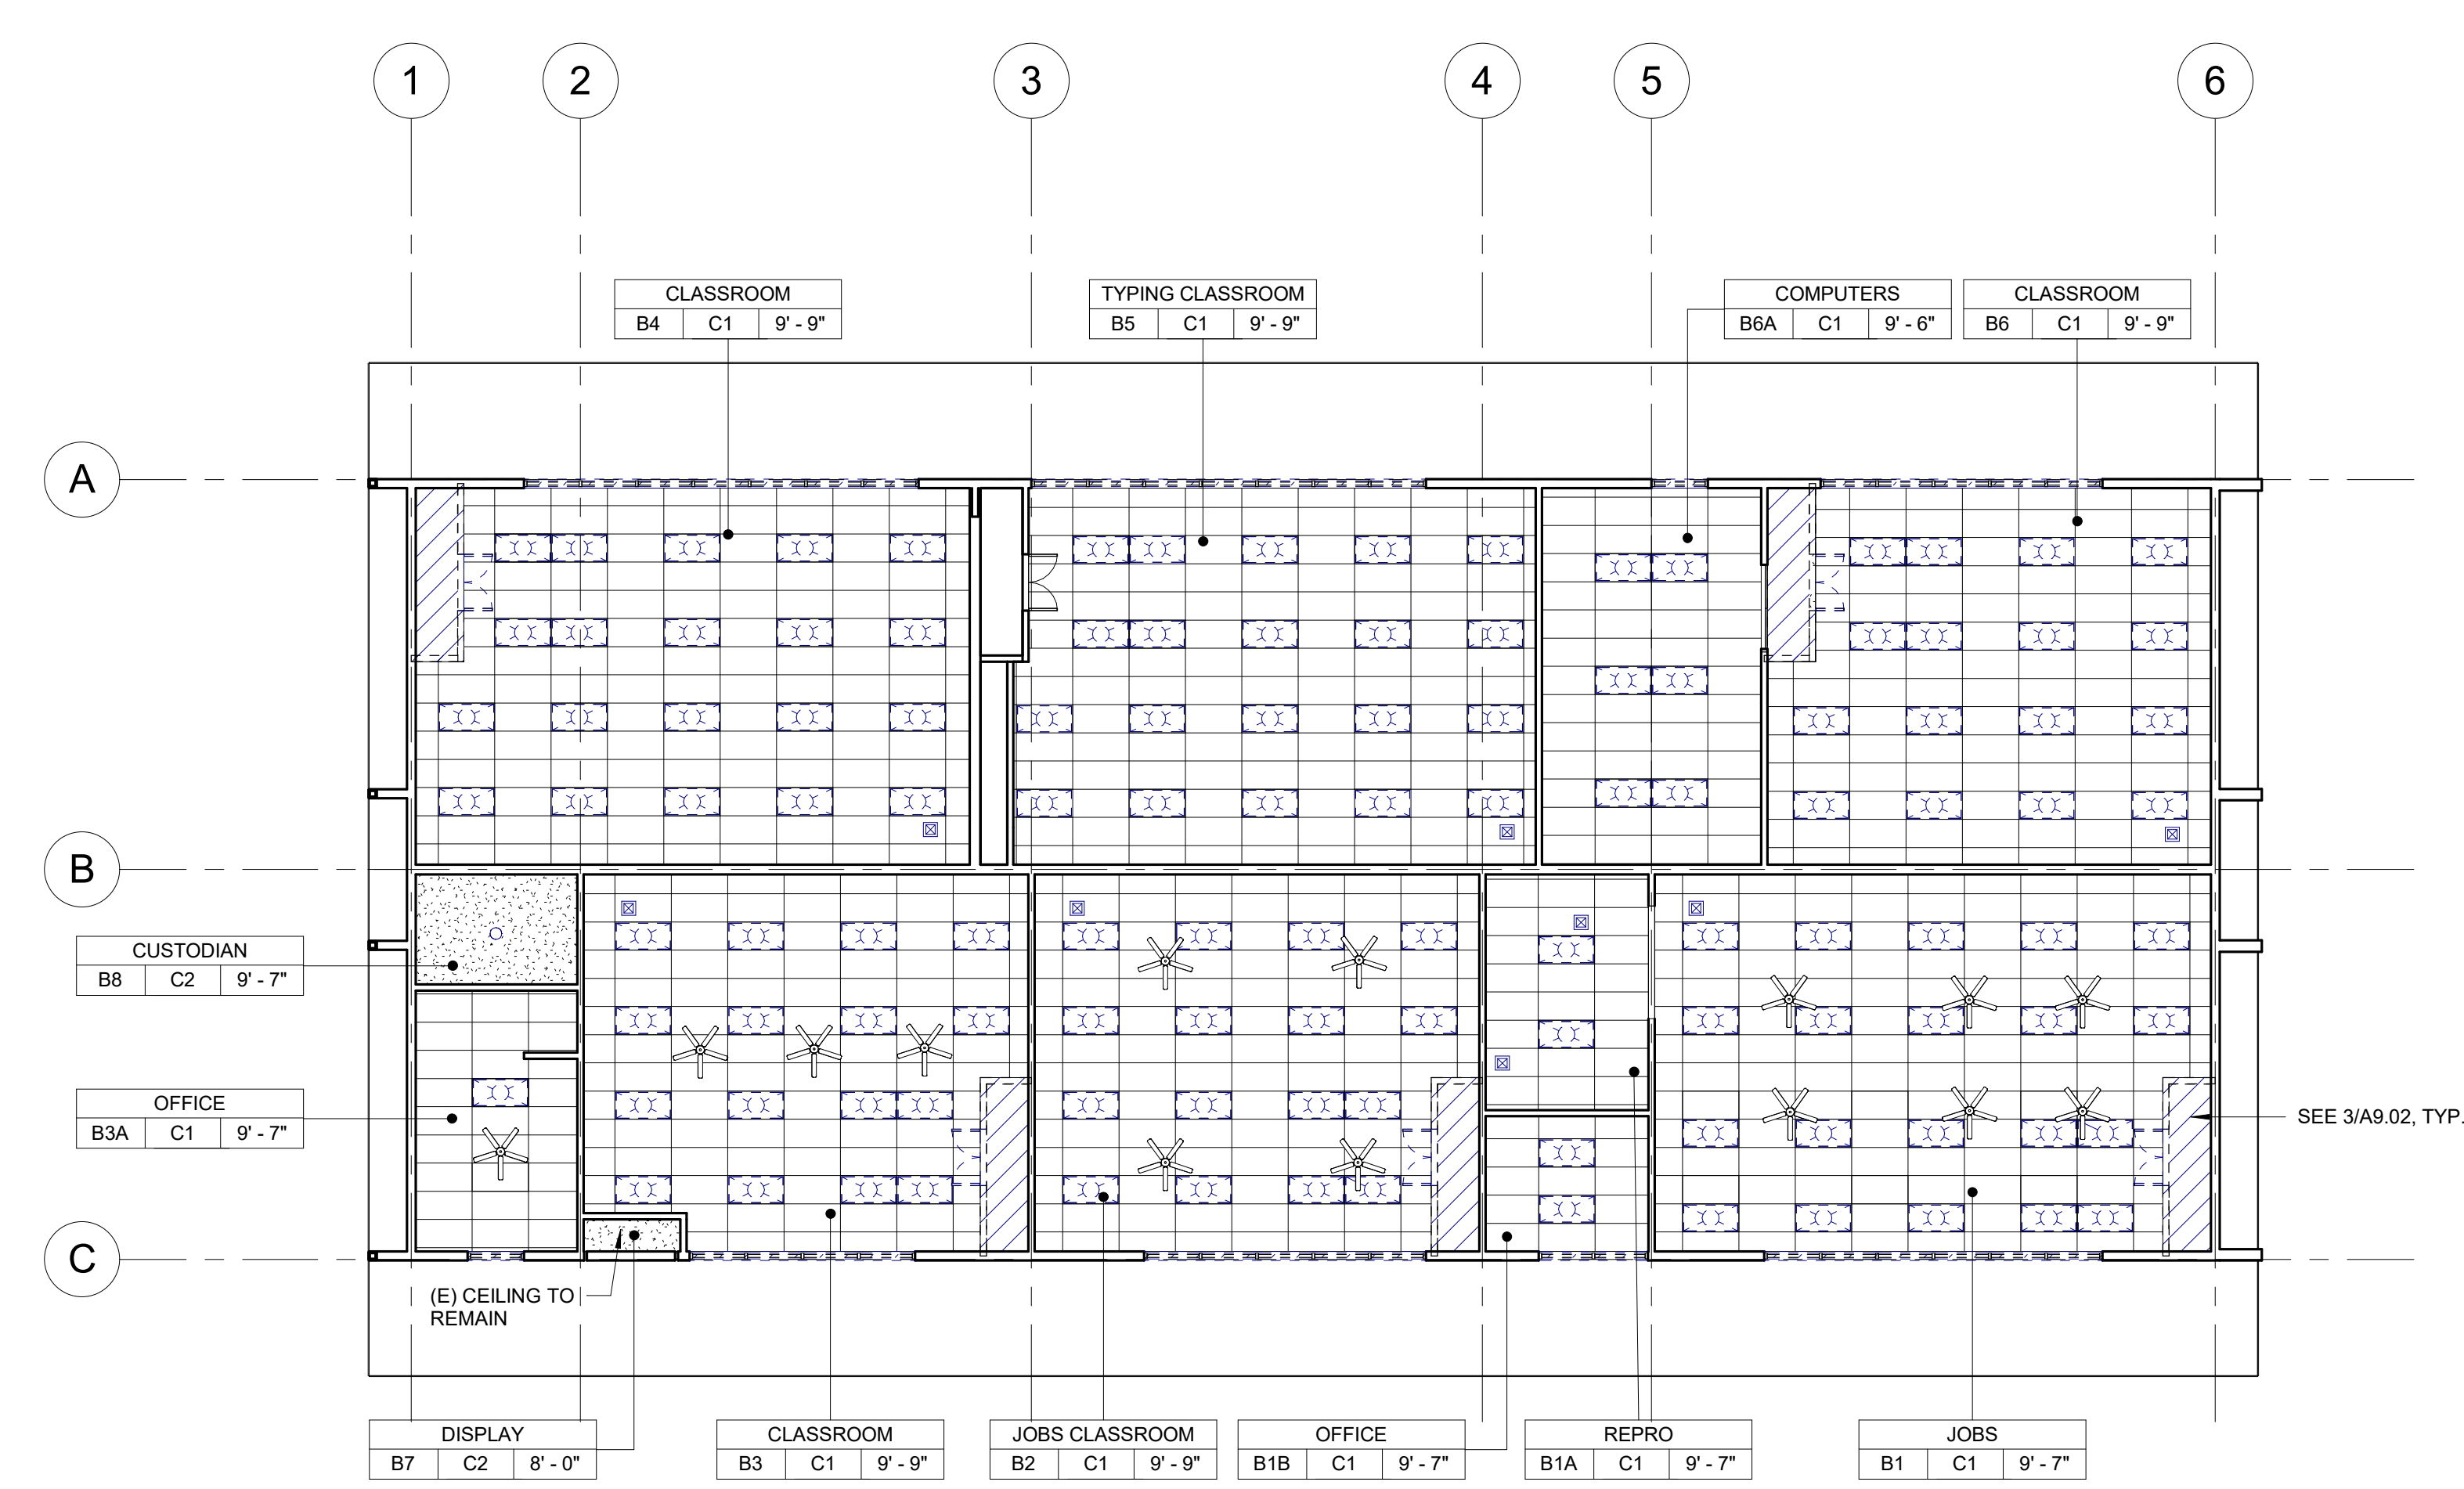 1 2 3 4 5 6
CLASSROOM
B4 C1 9' - 9"
TYPING CLASSROOM
B5 C1 9' - 9"
COMPUTERS
B6A C1 9' - 6"
CLASSROOM
B6 C1 9' - 9"
A
B
CUSTODIAN
B8 C2 9' - 7"
OFFICE
B3A C1 9' - 7"
SEE 3/A9.02, TYP.
C
(E) CEILING TO
REMAIN
DISPLAY
B7 C2 8' - 0"
CLASSROOM
B3 C1 9' - 9"
JOBS CLASSROOM
B2 C1 9' - 9"
OFFICE
B1B C1 9' - 7"
REPRO
B1A C1 9' - 7"
JOBS
B1 C1 9' - 7"